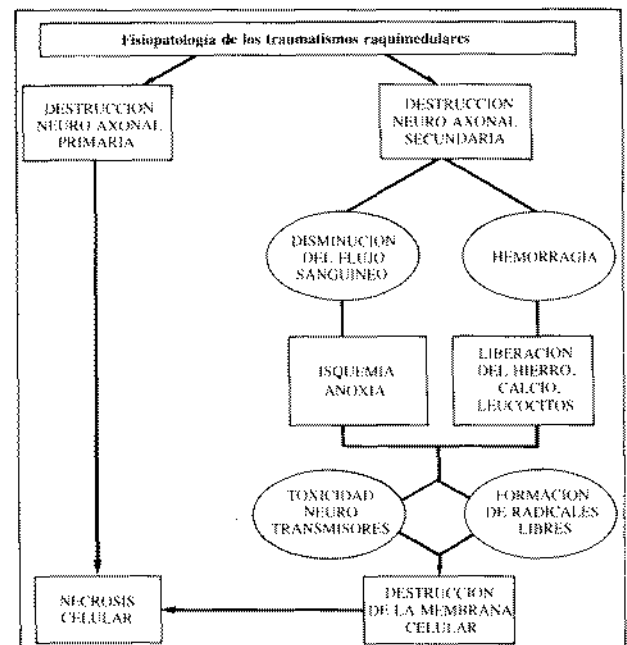 Fisiopatología de los traumatismos raquimedulares
DESTRUCCION
NEURO AXONAL
PRIMARIA
DESTRUCCION
NEURO AXONAL
SECUNDARIA
DISMINUCION
DEL FLUJO
SANGUINEO
HEMORRAGIA
ISQUEMIA
ANOXIA
LIBERACION
DEL HIERRO,
CALCIO,
LEUCOCITOS
TOXICIDAD
NEURO
TRANSMISORES
FORMACION
DE RADICALES
LIBRES
NECROSIS
CELULAR
DESTRUCCION
DE LA MEMBRANA
CELULAR